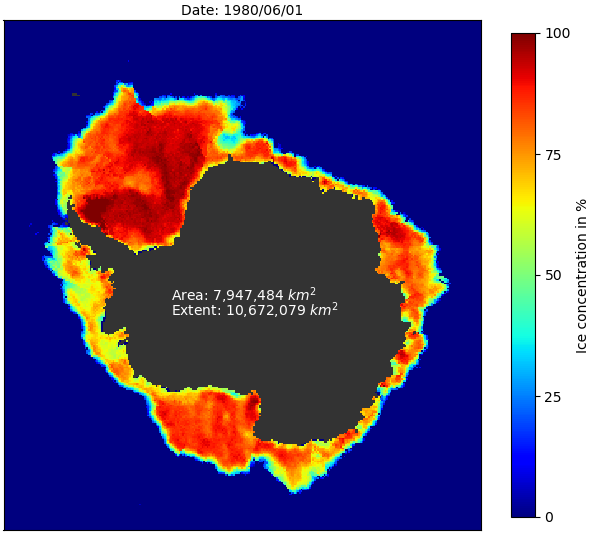 Date: 1980/06/01
Area: 7,947,484 km²
Extent: 10,672,079 km²
100
75
50
25
0
Ice concentration in %